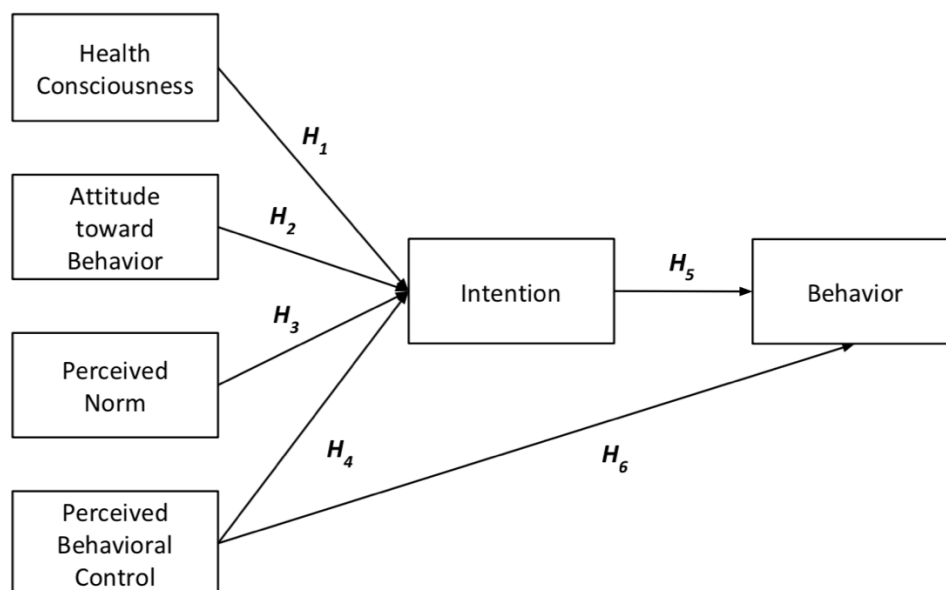 Health
Consciousness
H₁
Attitude
toward
Behavior
H₂
Perceived
Norm
H₃
Perceived
Behavioral
Control
H₄
Intention
H₅
Behavior
H₆